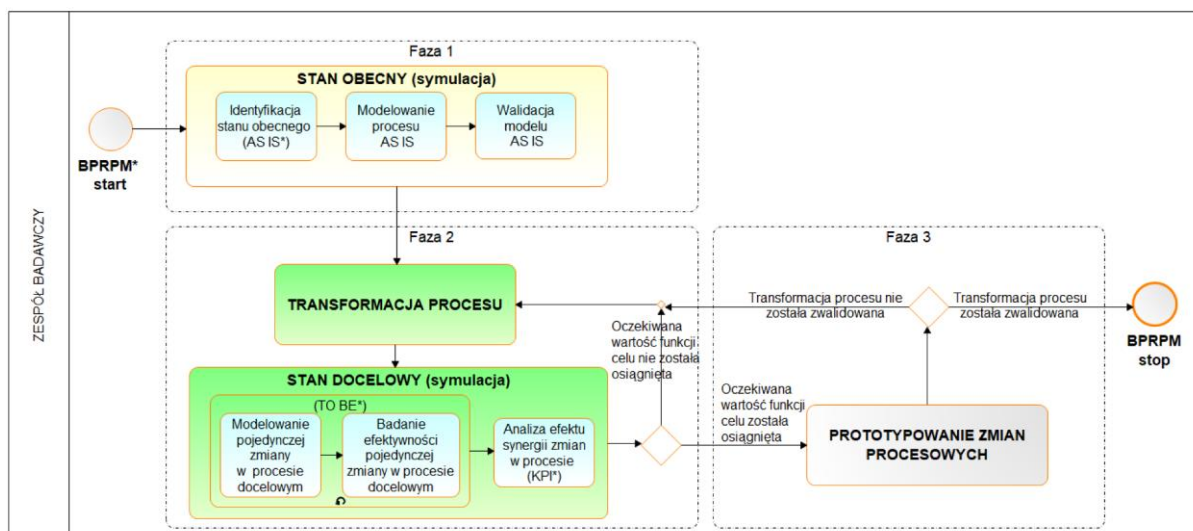 ZESPÓŁ BADAWCZY
Faza 1
STAN OBECNY (symulacja)
Identyfikacja
stanu obecnego
(AS IS*)
Modelowanie
procesu
AS IS
Walidacja
modelu
AS IS
BPRPM*
start
Faza 2
TRANSFORMACJA PROCESU
STAN DOCELOWY (symulacja)
(TO BE*)
Modelowanie
pojedynczej
zmiany
w procesie
docelowym
Badanie
efektywności
pojedynczej
zmiany w procesie
docelowym
Analiza efektu
synergii zmian
w procesie
(KPI*)
Oczekiwana
wartość funkcji
celu nie została
osiągnięta
Faza 3
Transformacja procesu nie
została zwalidowana
Transformacja procesu
została zwalidowana
BPRPM
stop
Oczekiwana
wartość funkcji
celu została
osiągnięta
PROTOTYPOWANIE ZMIAN
PROCESOWYCH